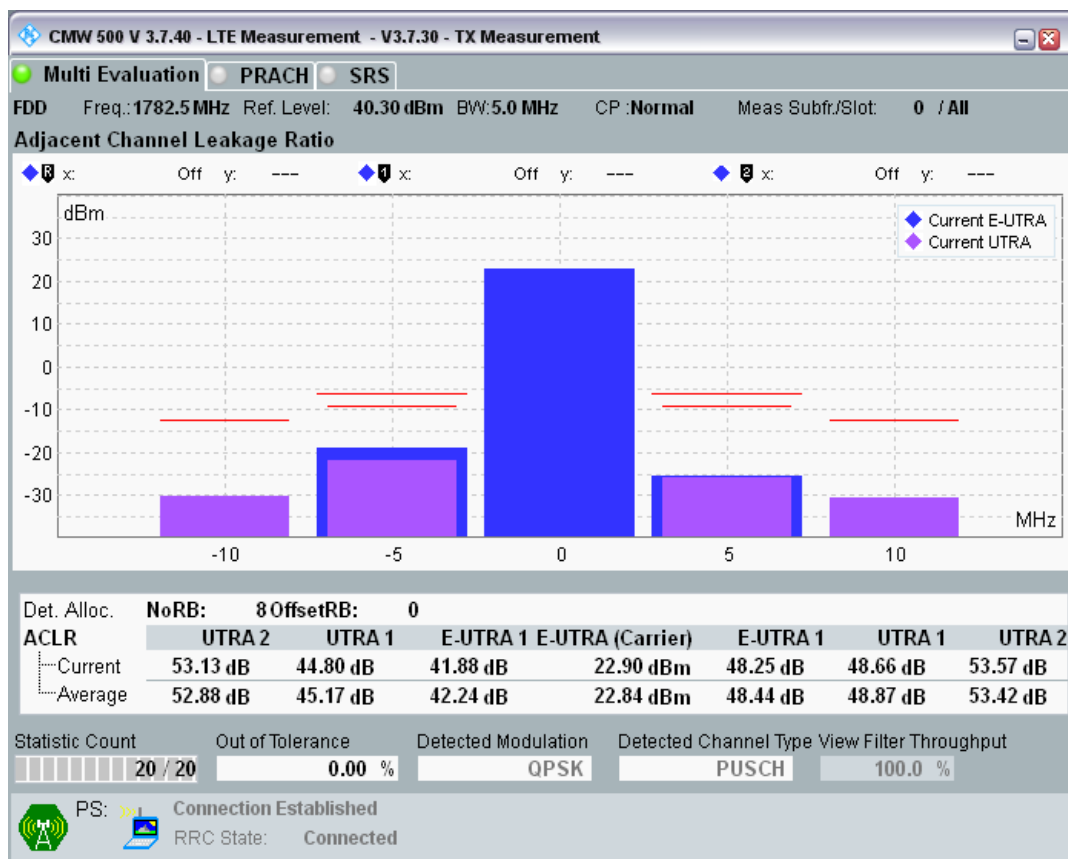 CMW 500 V 3.7.40 - LTE Measurement - V3.7.30 - TX Measurement
Multi Evaluation PRACH SRS
FDD Freq.: 1782.5 MHz Ref. Level: 40.30 dBm BW: 5.0 MHz CP : Normal Meas Subfr./Slot: 0 / All
Adjacent Channel Leakage Ratio
R x: Off y: --- 1 x: Off y: --- 2 x: Off y: ---
dBm
Current E-UTRA
Current UTRA
30
20
10
0
-10
-20
-30
MHz
-10 -5 0 5 10
Det. Alloc. NoRB: 8 OffsetRB: 0
ACLR UTRA 2 UTRA 1 E-UTRA 1 E-UTRA (Carrier) E-UTRA 1 UTRA 1 UTRA 2
Current 53.13 dB 44.80 dB 41.88 dB 22.90 dBm 48.25 dB 48.66 dB 53.57 dB
Average 52.88 dB 45.17 dB 42.24 dB 22.84 dBm 48.44 dB 48.87 dB 53.42 dB
Statistic Count Out of Tolerance Detected Modulation Detected Channel Type View Filter Throughput
20 / 20 0.00 % QPSK PUSCH 100.0 %
PS: Connection Established
RRC State: Connected